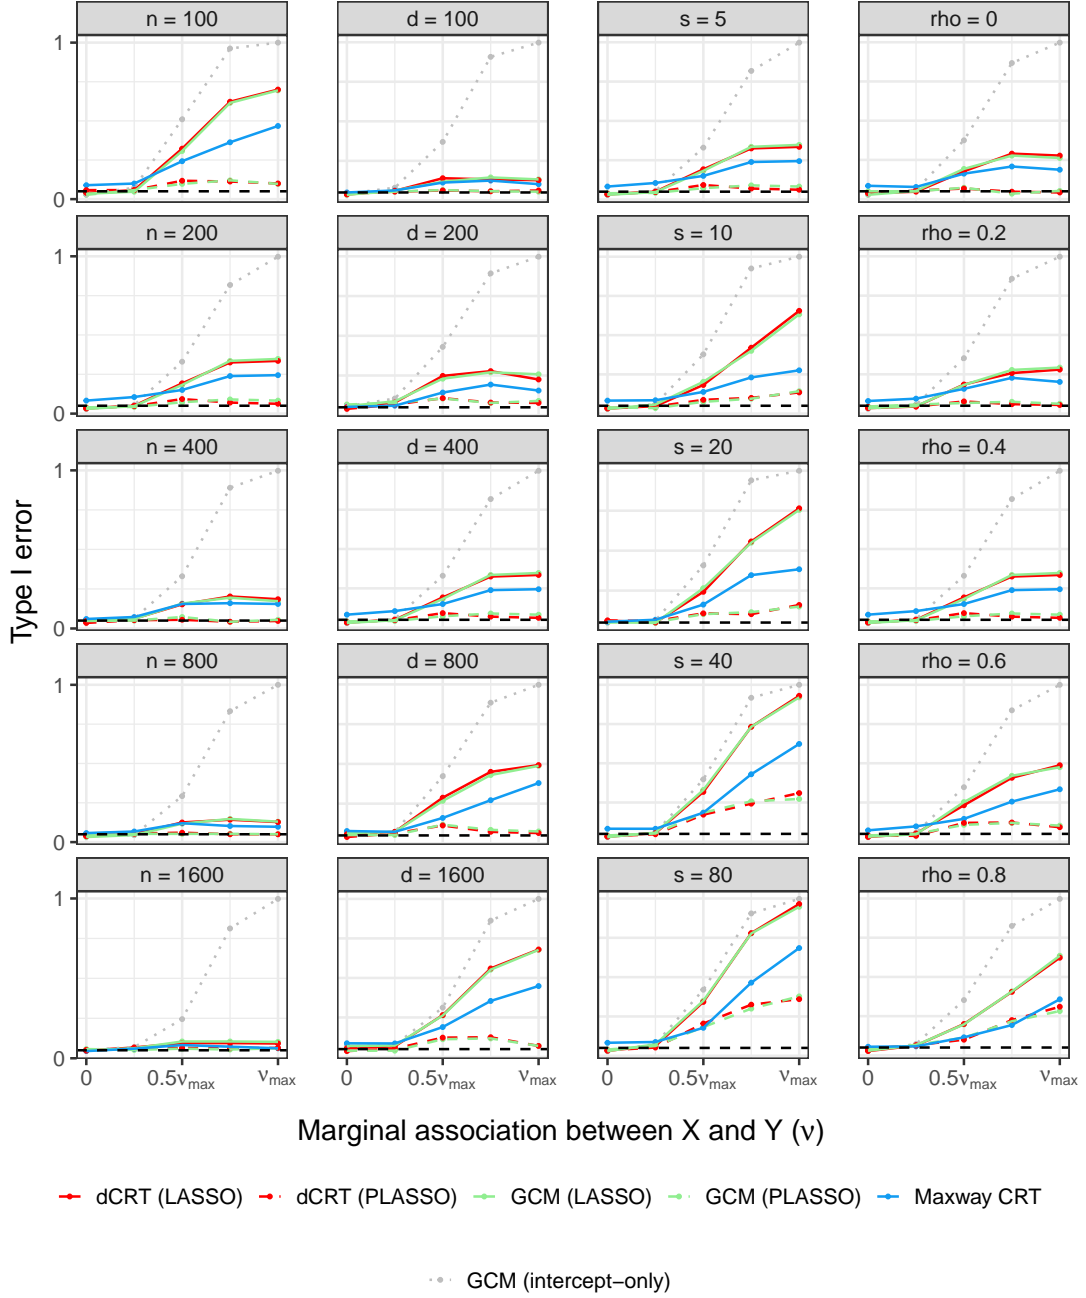 n = 100
d = 100
s = 5
rho = 0
1
0
n = 200
d = 200
s = 10
rho = 0.2
1
0
n = 400
d = 400
s = 20
rho = 0.4
1
0
n = 800
d = 800
s = 40
rho = 0.6
1
0
n = 1600
d = 1600
s = 80
rho = 0.8
1
0
Type I error
0 0.5νmax νmax
0 0.5νmax νmax
0 0.5νmax νmax
0 0.5νmax νmax
Marginal association between X and Y (ν)
dCRT (LASSO) dCRT (PLASSO) GCM (LASSO) GCM (PLASSO) Maxway CRT
GCM (intercept−only)